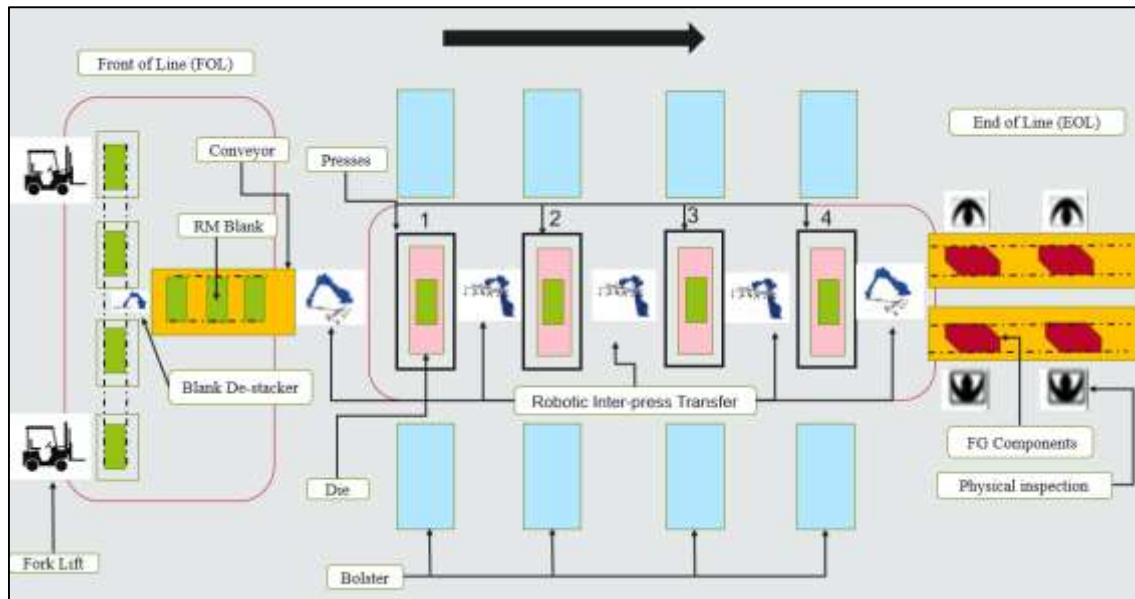 Front of Line (FOL)
End of Line (EOL)
Conveyor
Presses
RM Blank
1
2
3
4
Blank De-stacker
Robotic Inter-press Transfer
FG Components
Die
Physical inspection
Fork Lift
Bolster